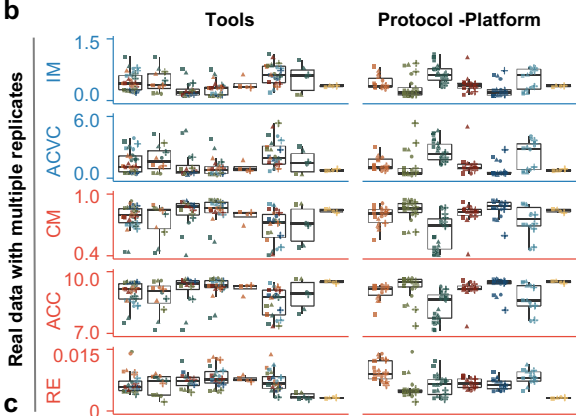 b
Tools
Protocol -Platform
Real data with multiple replicates
IM
1.5
0.0
ACVC
6.0
0.0
CM
1.0
0.4
ACC
10.0
7.0
RE
0.015
0
c